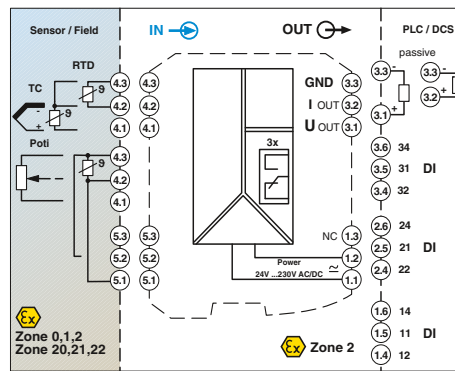 Sensor / Field
IN
OUT
PLC / DCS
RTD
TC
ϑ
ϑ
-
+
4.3
4.2
4.1
4.3
4.2
4.1
Poti
ϑ
4.3
4.2
4.1
5.3
5.2
5.1
5.3
5.2
5.1
3x
GND 3.3
I OUT 3.2
U OUT 3.1
NC 1.3
1.2
1.1
Power
24V ...230V AC/DC
passive
3.3 -
3.1 +
3.3 -
3.2 +
3.6 34
3.5 31 DI
3.4 32
2.6 24
2.5 21 DI
2.4 22
1.6 14
1.5 11 DI
1.4 12
Ex
Zone 0,1,2
Zone 20,21,22
Ex Zone 2